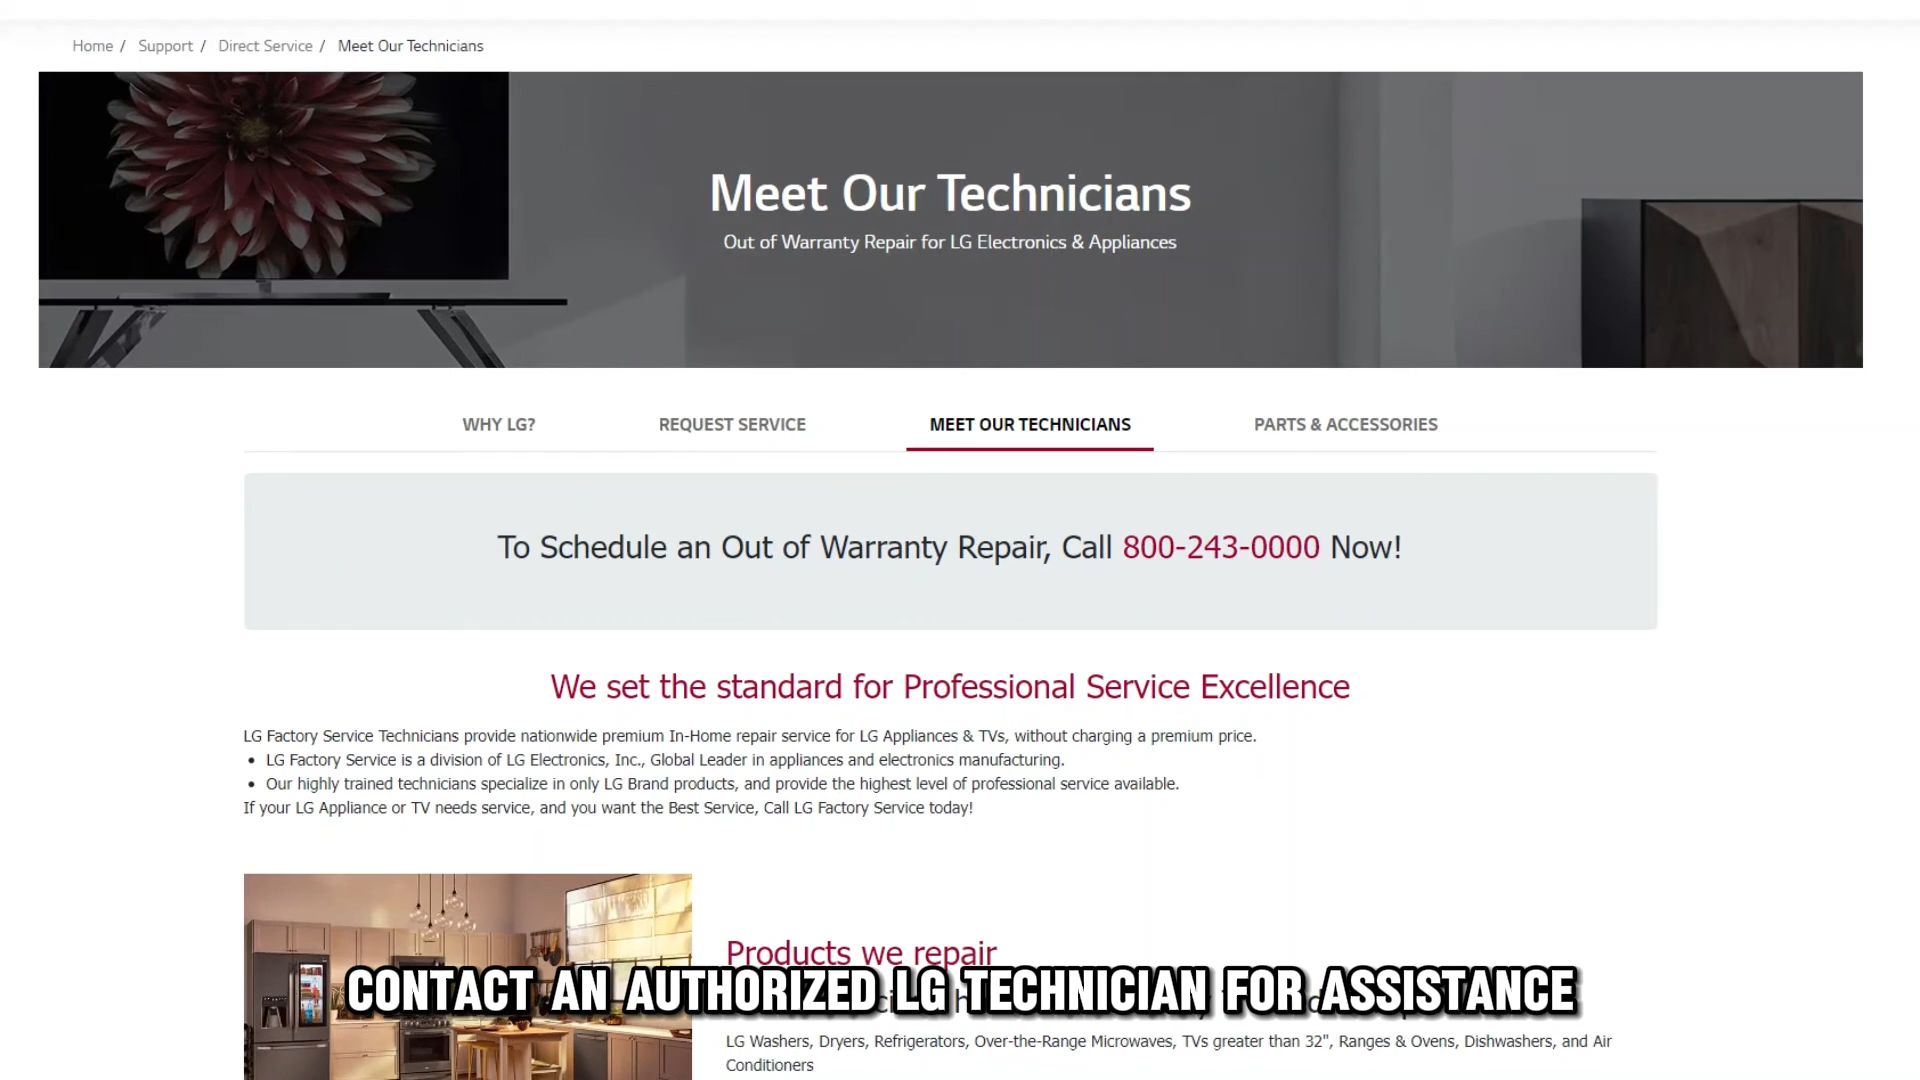 Home / Support / Direct Service / Meet Our Technicians
Meet Our Technicians
Out of Warranty Repair for LG Electronics & Appliances
WHY LG? REQUEST SERVICE MEET OUR TECHNICIANS PARTS & ACCESSORIES
To Schedule an Out of Warranty Repair, Call 800-243-0000 Now!
We set the standard for Professional Service Excellence
LG Factory Service Technicians provide nationwide premium In-Home repair service for LG Appliances & TVs, without charging a premium price.
• LG Factory Service is a division of LG Electronics, Inc., Global Leader in appliances and electronics manufacturing.
• Our highly trained technicians specialize in only LG Brand products, and provide the highest level of professional service available.
If your LG Appliance or TV needs service, and you want the Best Service, Call LG Factory Service today!
Products we repair
CONTACT AN AUTHORIZED LG TECHNICIAN FOR ASSISTANCE
LG Washers, Dryers, Refrigerators, Over-the-Range Microwaves, TVs greater than 32", Ranges & Ovens, Dishwashers, and Air
Conditioners